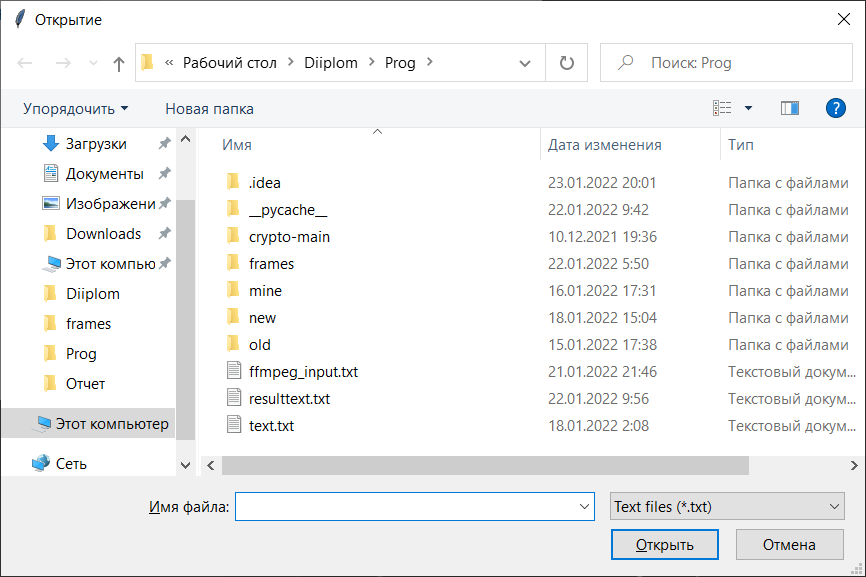 Открытие
« Рабочий стол > Diiplom > Prog >
Поиск: Prog
Упорядочить
Новая папка
?
Имя Дата изменения Тип
Загрузки
Документы
Изображени
Downloads
Этот компью
Diiplom
frames
Prog
Отчет
Этот компьютер
Сеть
.idea 23.01.2022 20:01 Папка с файлами
__pycache__ 22.01.2022 9:42 Папка с файлами
crypto-main 10.12.2021 19:36 Папка с файлами
frames 22.01.2022 5:50 Папка с файлами
mine 16.01.2022 17:31 Папка с файлами
new 18.01.2022 15:04 Папка с файлами
old 15.01.2022 17:38 Папка с файлами
ffmpeg_input.txt 21.01.2022 21:46 Текстовый докум...
resulttext.txt 22.01.2022 9:56 Текстовый докум...
text.txt 18.01.2022 2:08 Текстовый докум...
Имя файла:
Text files (*.txt)
Открыть
Отмена